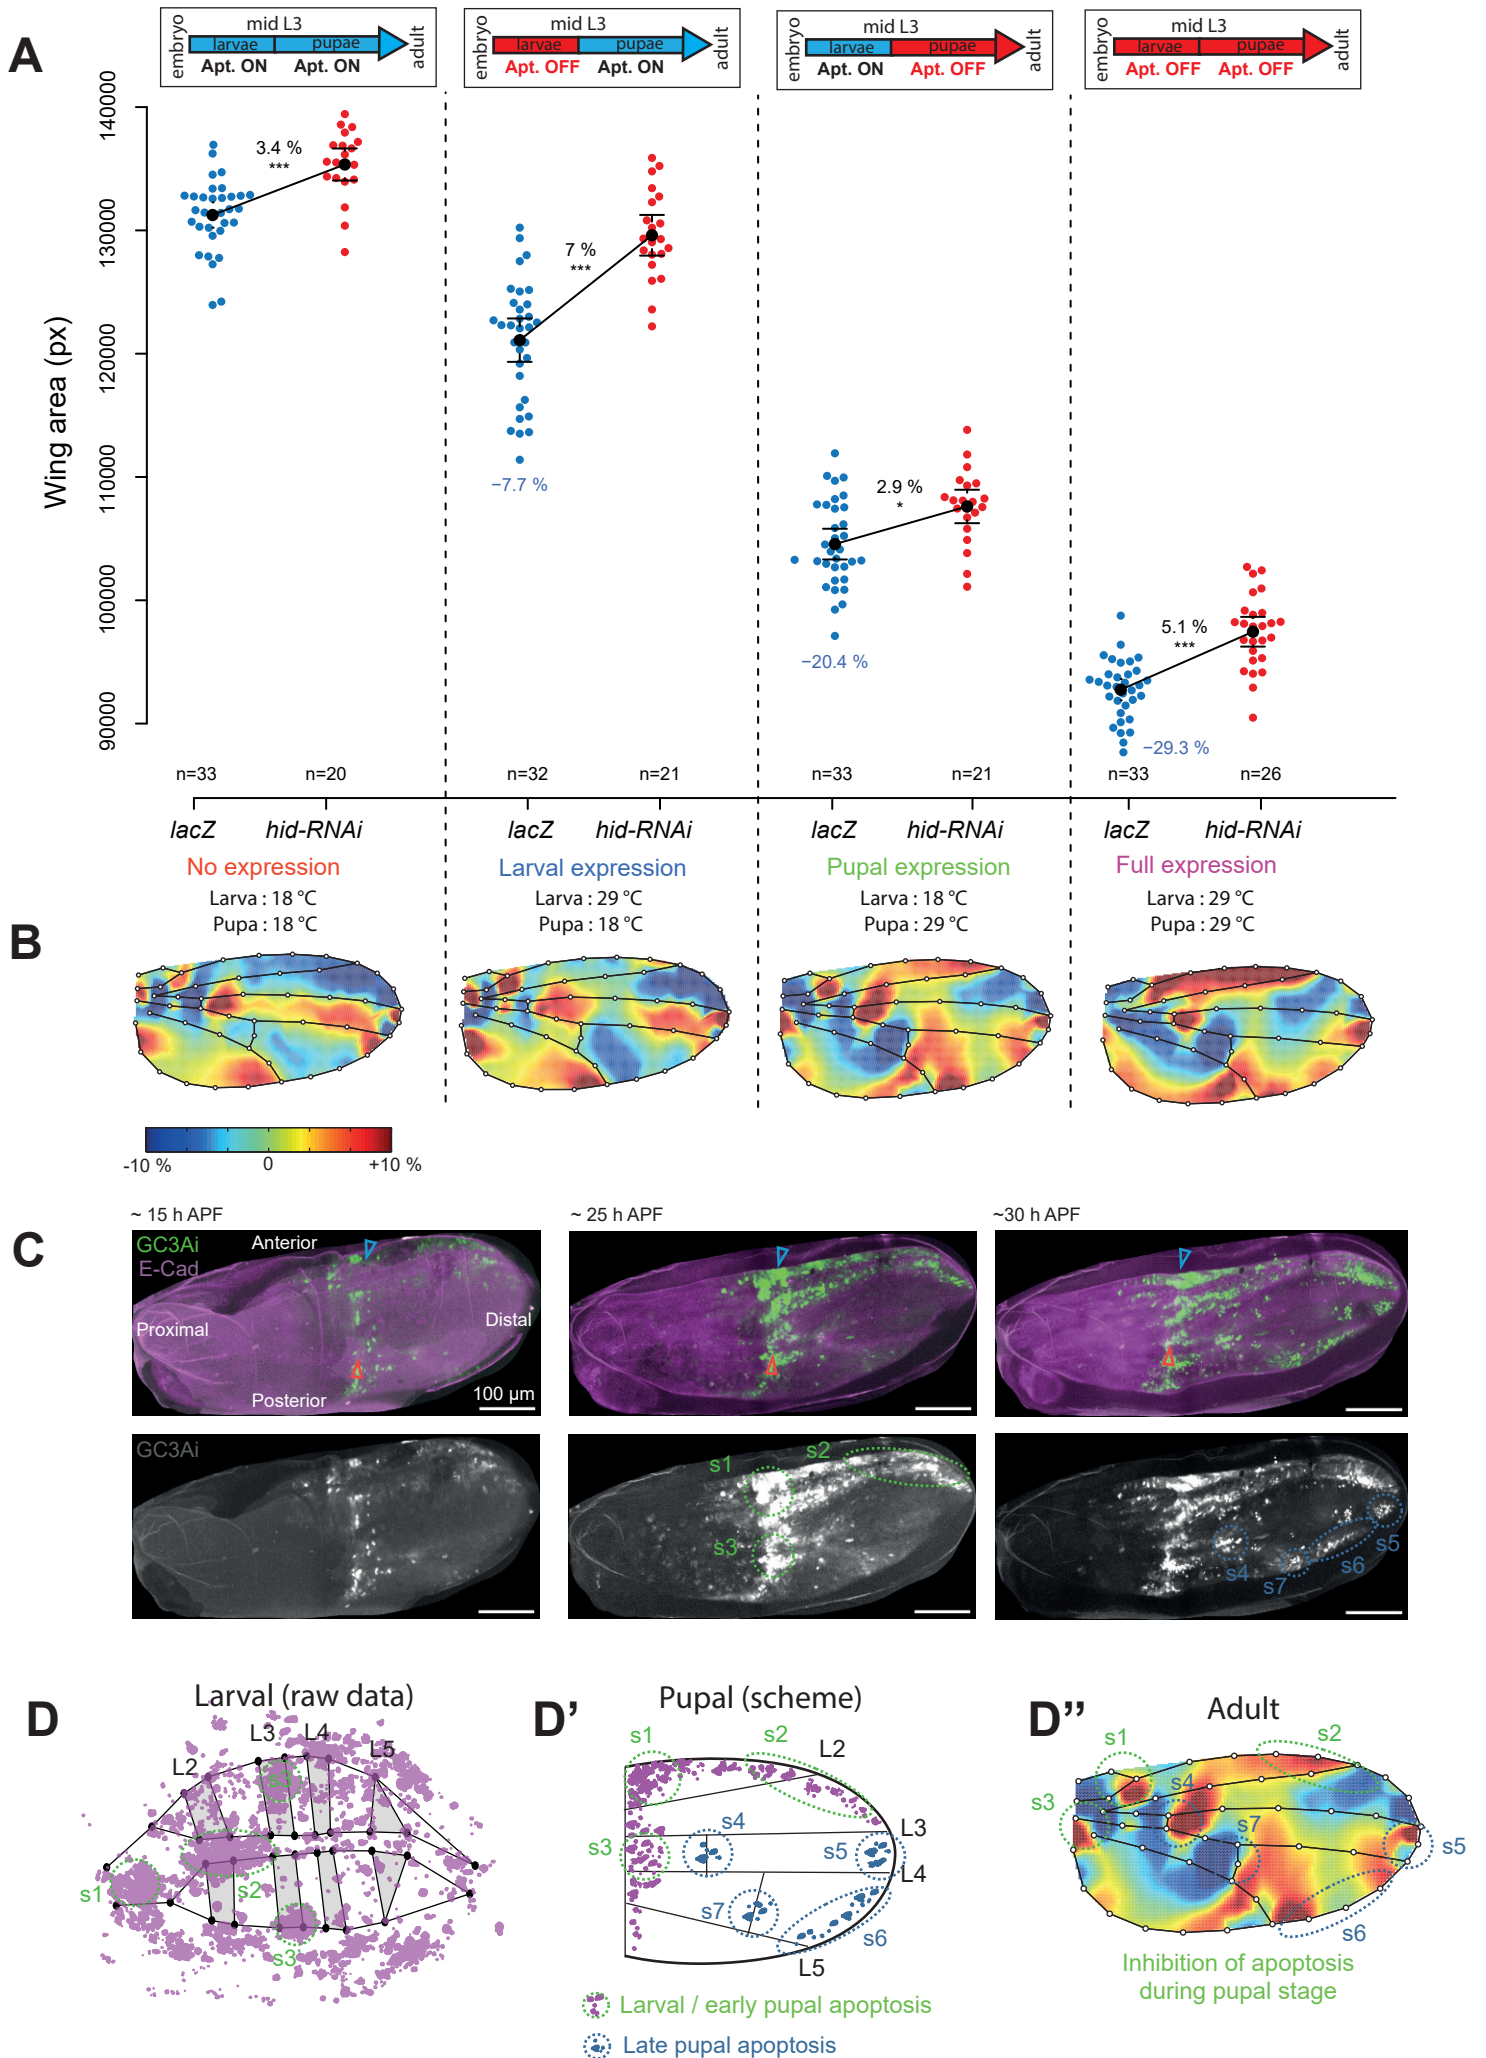 A
embryo
mid L3
larvae
pupae
Apt. ON
Apt. ON
adult
embryo
mid L3
larvae
pupae
Apt. OFF
Apt. ON
adult
embryo
mid L3
larvae
pupae
Apt. ON
Apt. OFF
adult
embryo
mid L3
larvae
pupae
Apt. OFF
Apt. OFF
adult
Wing area (px)
140000
130000
120000
110000
100000
90000
3.4 %
***
7 %
***
−7.7 %
2.9 %
*
−20.4 %
5.1 %
***
−29.3 %
n=33
n=20
n=32
n=21
n=33
n=21
n=33
n=26
lacZ
hid-RNAi
lacZ
hid-RNAi
lacZ
hid-RNAi
lacZ
hid-RNAi
No expression
Larva : 18 °C
Pupa : 18 °C
Larval expression
Larva : 29 °C
Pupa : 18 °C
Pupal expression
Larva : 18 °C
Pupa : 29 °C
Full expression
Larva : 29 °C
Pupa : 29 °C
B
-10 %
0
+10 %
C
~ 15 h APF
GC3Ai
E-Cad
Anterior
Proximal
Distal
Posterior
100 µm
~ 25 h APF
~30 h APF
GC3Ai
s1
s2
s3
s4
s7
s6
s5
D
Larval (raw data)
L2
L3
L4
L5
s3
s1
s2
s3
D’
Pupal (scheme)
s1
s2
L2
s4
L3
s3
s5
L4
s7
s6
L5
Larval / early pupal apoptosis
Late pupal apoptosis
D’’
Adult
s1
s2
s4
s3
s7
s5
s6
Inhibition of apoptosis
during pupal stage